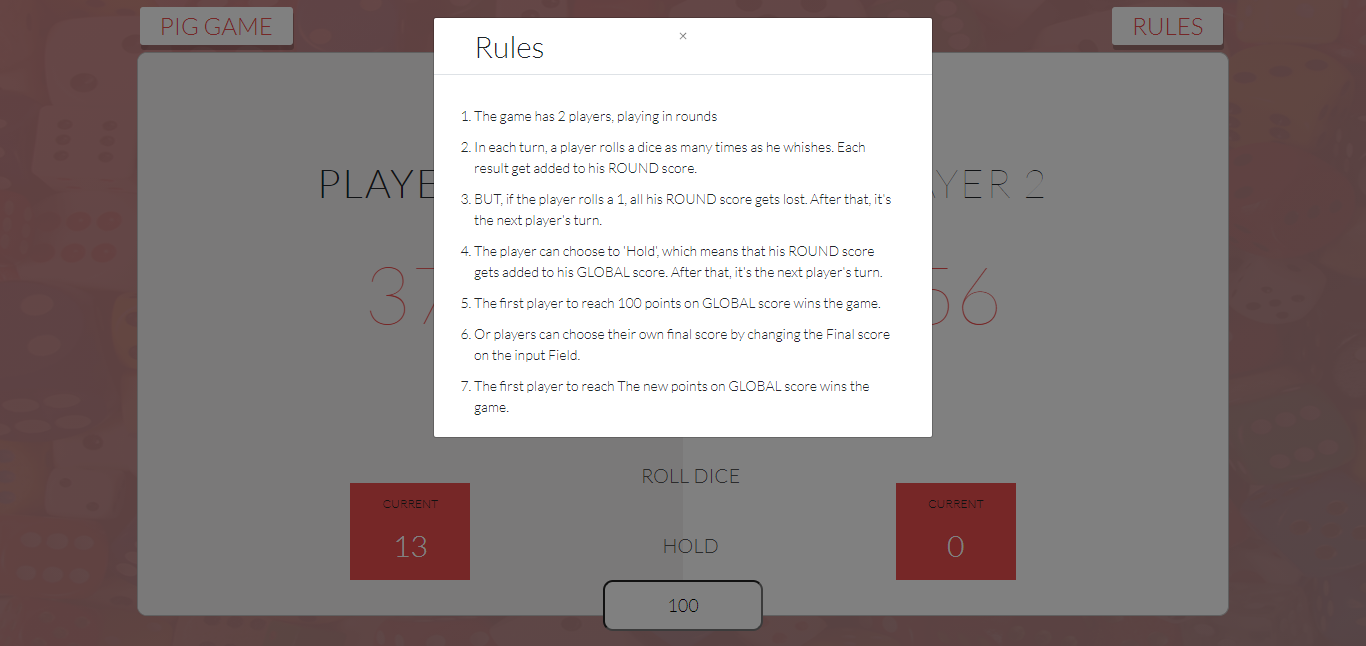 PIG GAME
RULES
Rules
×
1. The game has 2 players, playing in rounds
2. In each turn, a player rolls a dice as many times as he whishes. Each
result get added to his ROUND score.
3. BUT, if the player rolls a 1, all his ROUND score gets lost. After that, it's
the next player's turn.
4. The player can choose to 'Hold', which means that his ROUND score
gets added to his GLOBAL score. After that, it's the next player's turn.
5. The first player to reach 100 points on GLOBAL score wins the game.
6. Or players can choose their own final score by changing the Final score
on the input Field.
7. The first player to reach The new points on GLOBAL score wins the
game.
PLAYE
YER 2
37
56
ROLL DICE
CURRENT
13
CURRENT
0
HOLD
100